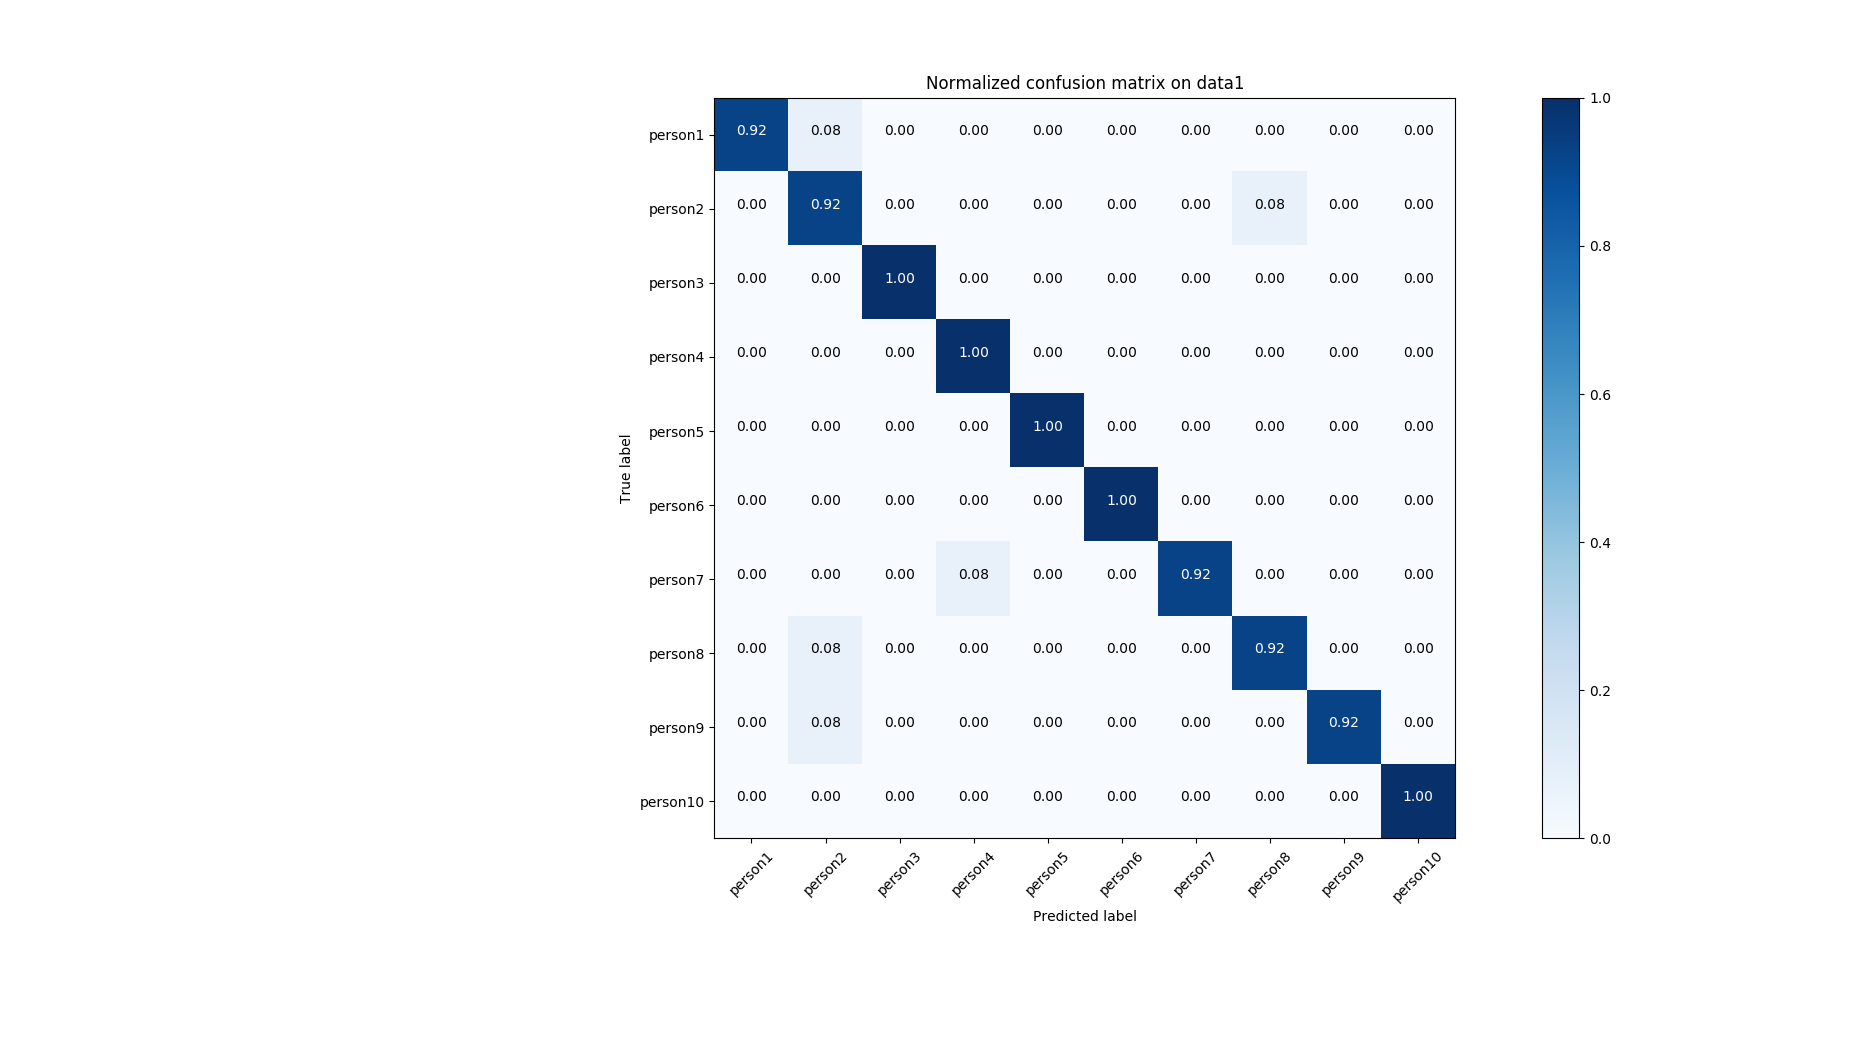 Normalized confusion matrix on data1
person1 0.92 0.08 0.00 0.00 0.00 0.00 0.00 0.00 0.00 0.00
person2 0.00 0.92 0.00 0.00 0.00 0.00 0.00 0.08 0.00 0.00
person3 0.00 0.00 1.00 0.00 0.00 0.00 0.00 0.00 0.00 0.00
person4 0.00 0.00 0.00 1.00 0.00 0.00 0.00 0.00 0.00 0.00
person5 0.00 0.00 0.00 0.00 1.00 0.00 0.00 0.00 0.00 0.00
person6 0.00 0.00 0.00 0.00 0.00 1.00 0.00 0.00 0.00 0.00
person7 0.00 0.00 0.00 0.08 0.00 0.00 0.92 0.00 0.00 0.00
person8 0.00 0.08 0.00 0.00 0.00 0.00 0.00 0.92 0.00 0.00
person9 0.00 0.08 0.00 0.00 0.00 0.00 0.00 0.00 0.92 0.00
person10 0.00 0.00 0.00 0.00 0.00 0.00 0.00 0.00 0.00 1.00
person1 person2 person3 person4 person5 person6 person7 person8 person9 person10
Predicted label
True label
1.0
0.8
0.6
0.4
0.2
0.0